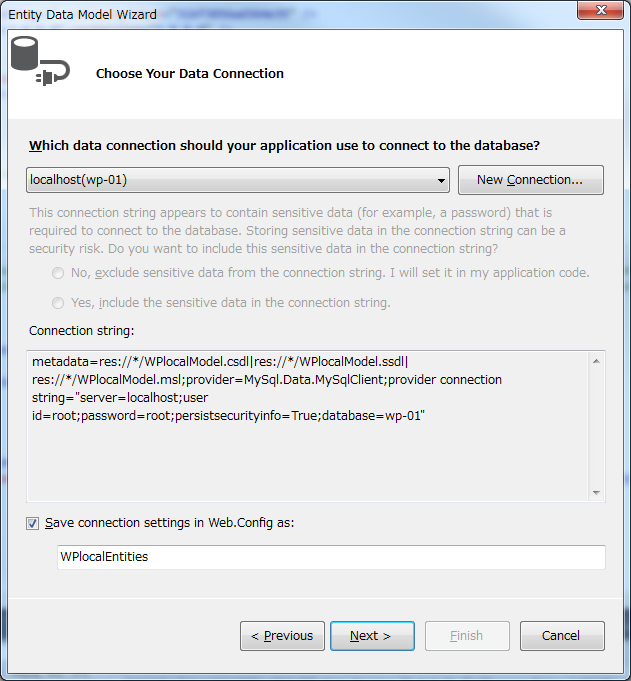 Entity Data Model Wizard
Choose Your Data Connection
Which data connection should your application use to connect to the database?
localhost(wp-01)
New Connection...
This connection string appears to contain sensitive data (for example, a password) that is
required to connect to the database. Storing sensitive data in the connection string can be a
security risk. Do you want to include this sensitive data in the connection string?
No, exclude sensitive data from the connection string. I will set it in my application code.
Yes, include the sensitive data in the connection string.
Connection string:
metadata=res://*/WPlocalModel.csdl|res://*/WPlocalModel.ssdl|
res://*/WPlocalModel.msl;provider=MySql.Data.MySqlClient;provider connection
string="server=localhost;user
id=root;password=root;persistsecurityinfo=True;database=wp-01"
Save connection settings in Web.Config as:
WPlocalEntities
< Previous
Next >
Finish
Cancel